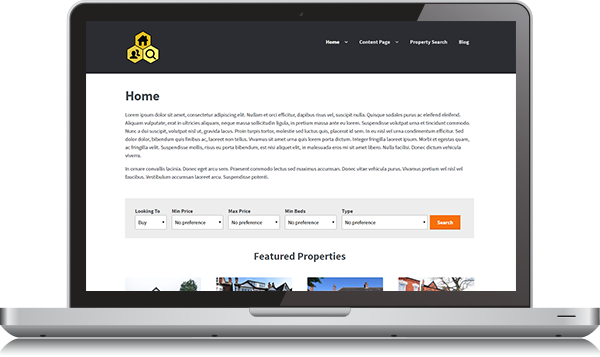 Home Content Page Property Search Blog
Home
Lorem ipsum dolor sit amet, consectetur adipiscing elit. Nullam et orci efficitur, dapibus risus vel, suscipit nulla. Quisque sodales purus ac eleifend eleifend.
Aliquam vulputate, erat in ultricies aliquam, neque massa sollicitudin ligula, in pretium massa ante eu lorem. Suspendisse volutpat urna et tincidunt commodo.
Nunc a dui suscipit, volutpat nisl ut, gravida lacus. Proin turpis tortor, molestie sed luctus quis, placerat id sem. In eu nisl vel urna condimentum efficitur. Sed
dolor dolor, bibendum quis finibus ac, laoreet non tellus. Vivamus sit amet urna quis lorem porta dictum. Integer fringilla laoreet ipsum. Morbi et egestas quam,
ac fringilla velit. Suspendisse mollis, risus eu porta bibendum, est nisi aliquet elit, in malesuada eros mi sit amet libero. Nulla facilisi. Donec dictum vehicula
viverra.
In ornare convallis lacinia. Donec eget arcu sem. Praesent commodo lectus sed maximus accumsan. Donec vitae vehicula purus. Vivamus pretium vel nisl vel
faucibus. Vestibulum accumsan laoreet arcu. Suspendisse potenti.
Looking To Min Price Max Price Min Beds Type
Buy No preference No preference No preference No preference Search
Featured Properties